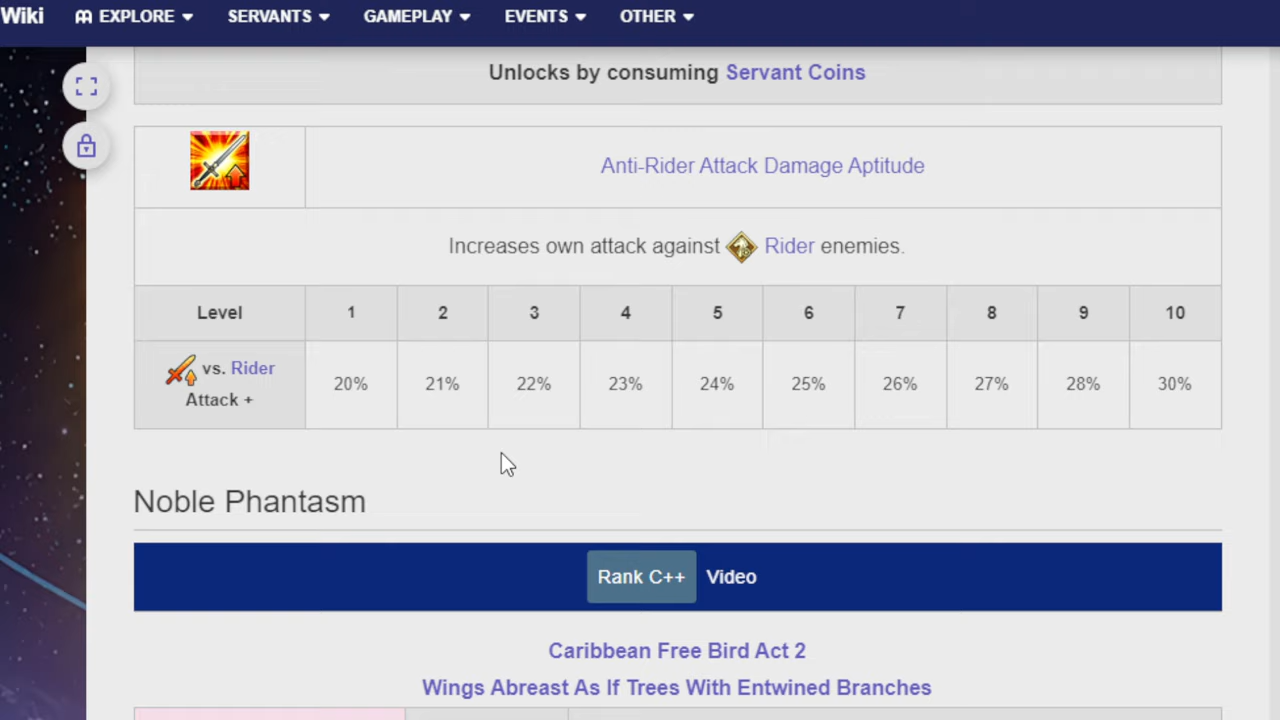 Wiki EXPLORE SERVANTS GAMEPLAY EVENTS OTHER
Unlocks by consuming Servant Coins
Anti-Rider Attack Damage Aptitude
Increases own attack against Rider enemies.
Level 1 2 3 4 5 6 7 8 9 10
vs. Rider
Attack + 20% 21% 22% 23% 24% 25% 26% 27% 28% 30%
Noble Phantasm
Rank C++ Video
Caribbean Free Bird Act 2
Wings Abreast As If Trees With Entwined Branches